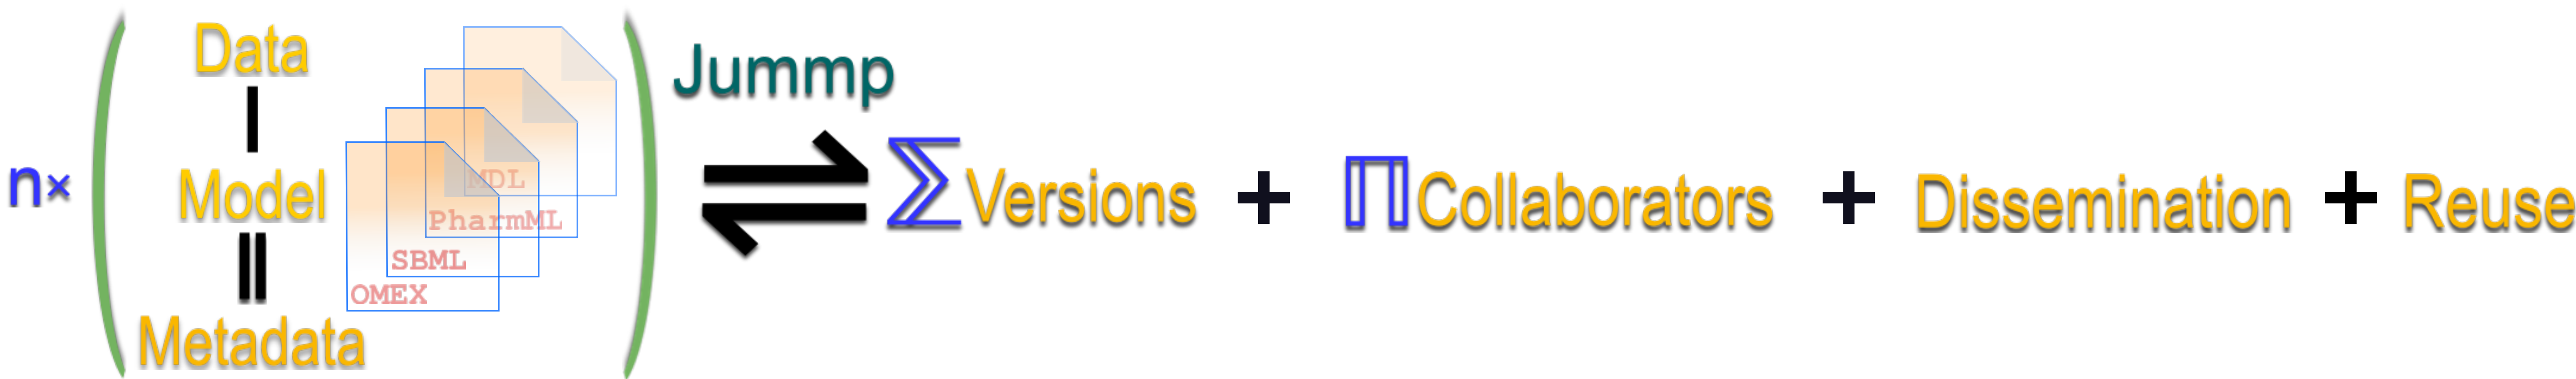 n×
Data
Model
Metadata
MDL
PharmML
SBML
OMEX
Jummp
⇌
∑Versions + ∏Collaborators + Dissemination + Reuse